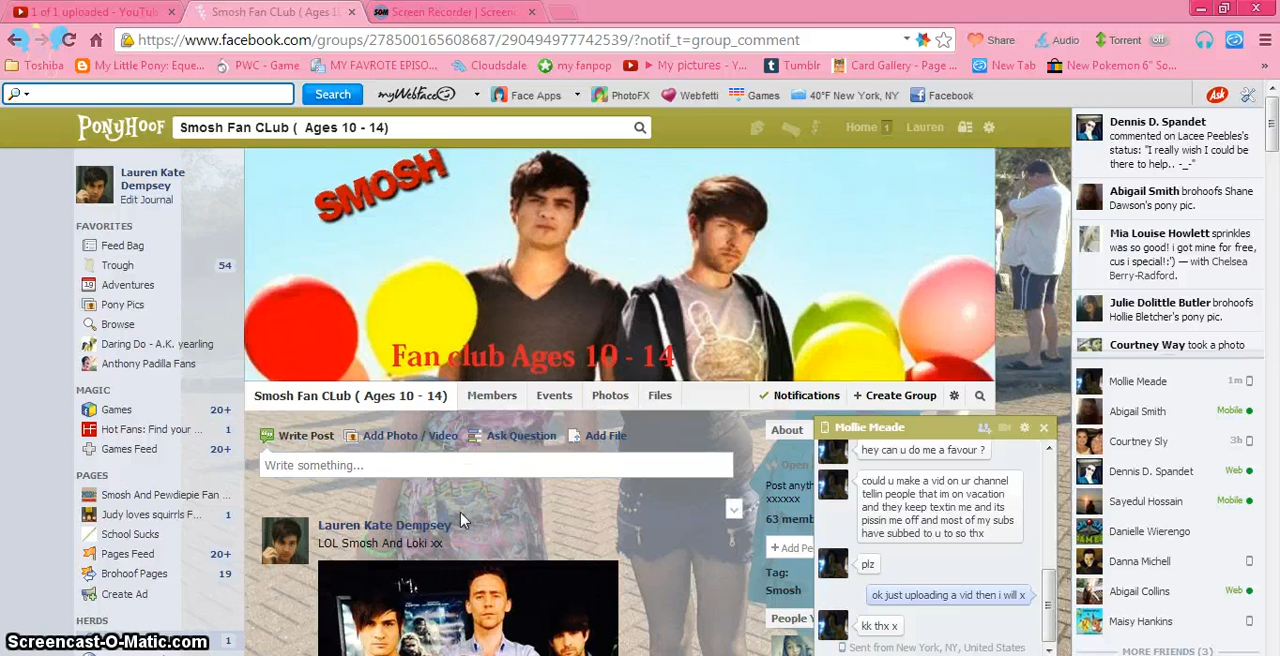 1 of 1 uploaded - YouTu
Smosh Fan CLub ( Ages 1
Screen Recorder | Screenc
https://www.facebook.com/groups/278500165608687/290494977742539/?notif_t=group_comment
Share
Audio
Torrent
off
Toshiba
My Little Pony: Eque...
PWC - Game
MY FAVROTE EPISO...
Cloudsdale.
my fanpop
My pictures - Y...
Tumblr
Card Gallery - Page ...
New Tab
New Pokemon 6" So...
»
Search
myWebface
Face Apps
PhotoFX
Webfetti
Games
40°F New York, NY
Facebook
Ask
PONYHOOF
Smosh Fan CLub ( Ages 10 - 14)
Home 1
Lauren
Lauren Kate
Dempsey
Edit Journal
FAVORITES
Feed Bag
Trough 54
Adventures
Pony Pics
Browse
Daring Do - A.K. yearling
Anthony Padilla Fans
MAGIC
Games 20+
Hot Fans: Find your ... 1
Games Feed 20+
PAGES
Smosh And Pewdiepie Fan ...
Judy loves squirrls F... 1
School Sucks
Pages Feed 20+
Brohoof Pages 19
Create Ad
HERDS
1
SMOSH
Fan club Ages 10 - 14
Smosh Fan CLub ( Ages 10 - 14)
Members
Events
Photos
Files
✓ Notifications
+ Create Group
Write Post
Add Photo / Video
Ask Question
Add File
Write something...
Lauren Kate Dempsey
LOL Smosh And Loki xx
About
Open
Post anyth
xxxxxx
63 memb
+ Add Pe
Tag:
Smosh
People Y
Mollie Meade
hey can u do me a favour ?
could u make a vid on ur channel
tellin people that im on vacation
and they keep textin me and its
pissin me off and most of my subs
have subbed to u to so thx
plz
ok just uploading a vid then i will x
kk thx x
Sent from New York, NY, United States
Dennis D. Spandet
commented on Lacee Peebles's
status: "I really wish I could be
there to help.. -_-"
Abigail Smith brohoofs Shane
Dawson's pony pic.
Mia Louise Howlett sprinkles
was so good! i got mine for free,
cus i special!:') — with Chelsea
Berry-Radford.
Julie Dolittle Butler brohoofs
Hollie Bletcher's pony pic.
Courtney Way took a photo
Mollie Meade 1m
Abigail Smith Mobile
Courtney Sly 3h
Dennis D. Spandet Web
Sayedul Hossain Mobile
Danielle Wierengo
Danna Michell
Abigail Collins Web
Maisy Hankins
MORE FRIENDS (3)
Screencast-O-Matic.com